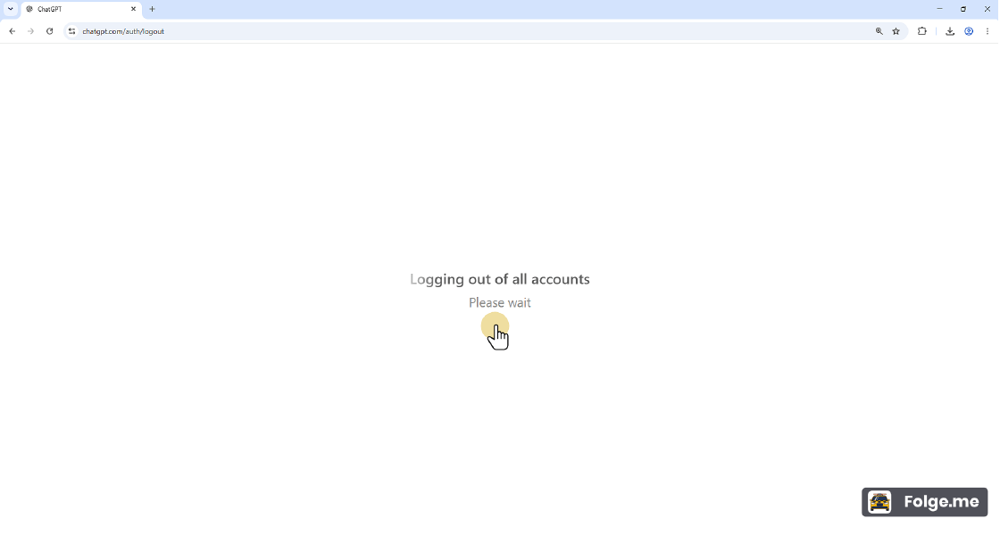 ChatGPT
chatgpt.com/auth/logout
Logging out of all accounts
Please wait
Folge.me